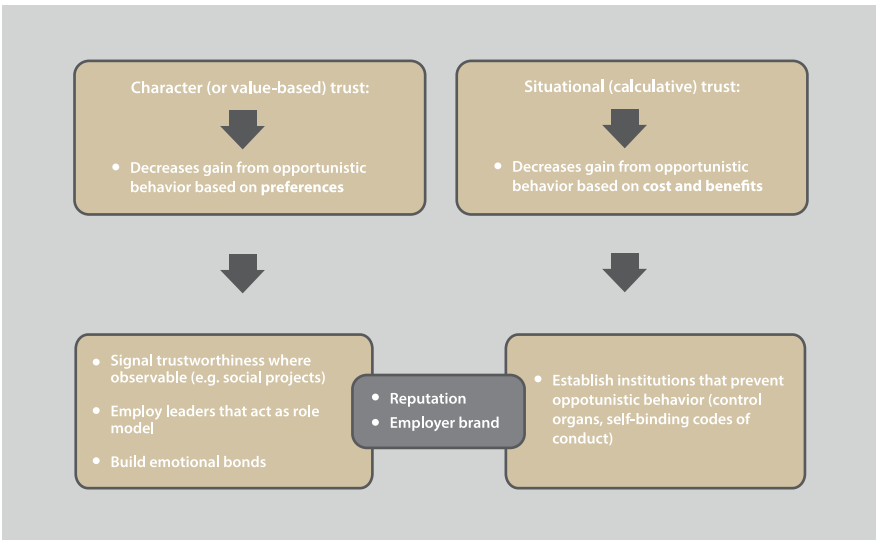 Character (or value-based) trust:
• Decreases gain from opportunistic
behavior based on preferences
Situational (calculative) trust:
• Decreases gain from opportunistic
behavior based on cost and benefits
• Signal trustworthiness where
observable (e.g. social projects)
• Employ leaders that act as role
model
• Build emotional bonds
• Reputation
• Employer brand
• Establish institutions that prevent
oppotunistic behavior (control
organs, self-binding codes of
conduct)